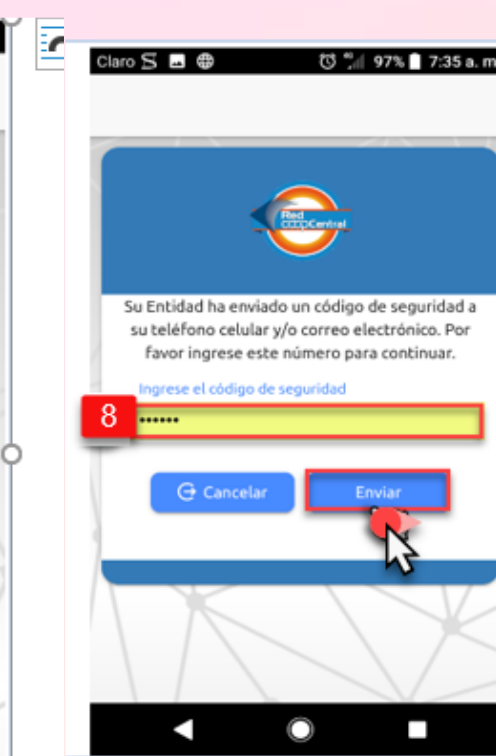 Claro 97% 7:35 a. m
Red
CoopCentral
Su Entidad ha enviado un código de seguridad a
su teléfono celular y/o correo electrónico. Por
favor ingrese este número para continuar.
Ingrese el código de seguridad
8 ••••••
Cancelar Enviar